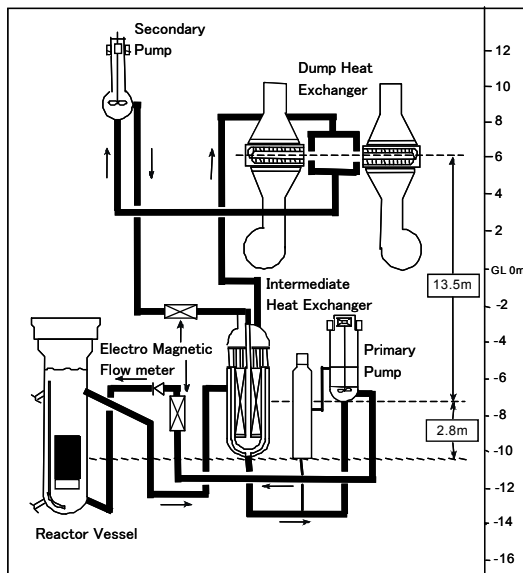 Secondary
Pump
Dump Heat
Exchanger
Intermediate
Heat Exchanger
Electro Magnetic
Flow meter
Primary
Pump
Reactor Vessel
13.5m
2.8m
12
10
8
6
4
2
GL 0m
-2
-4
-6
-8
-10
-12
-14
-16